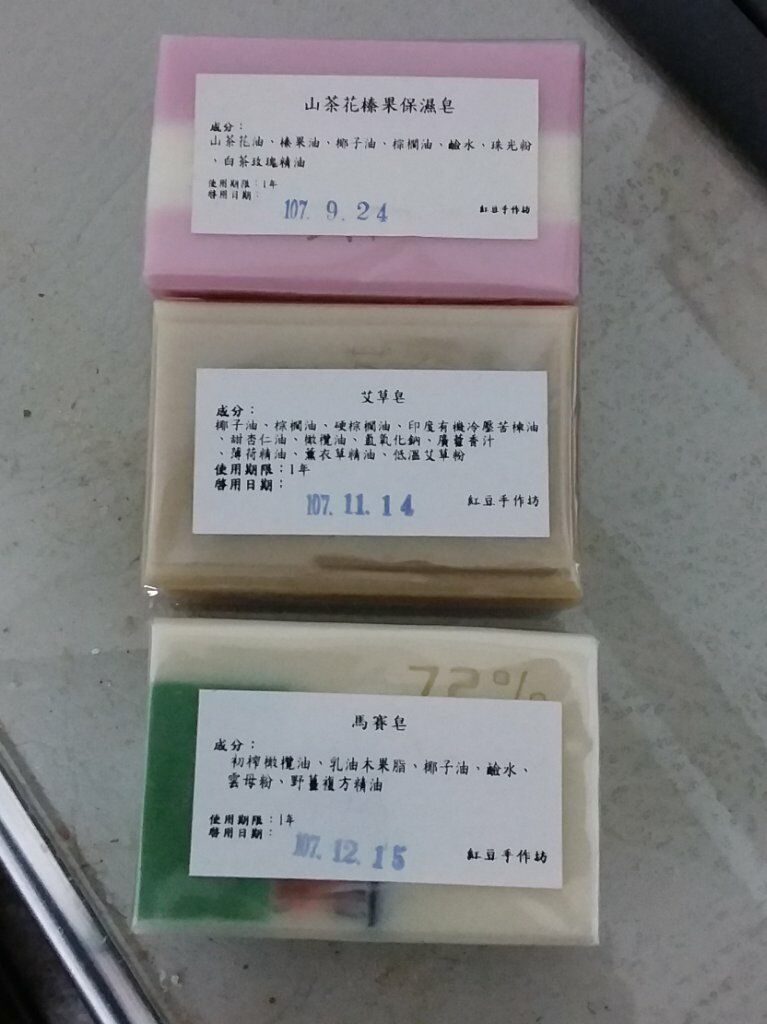 山茶花榛果保濕皂
成分：
山茶花油、榛果油、椰子油、棕櫚油、鹼水、珠光粉
、白茶玫瑰精油
使用期限：1年
啓用日期：
107. 9. 24
紅豆手作坊
艾草皂
成分：
椰子油、棕櫚油、硬棕櫚油、印度有機冷壓苦楝油
、甜杏仁油、橄欖油、氫氧化鈉、廣藿香汁
、薄荷精油、薰衣草精油、低溫艾草粉
使用期限：1年
啓用日期：
107. 11. 14
紅豆手作坊
72%
馬賽皂
成分：
初榨橄欖油、乳油木果脂、椰子油、鹼水、
雲母粉、野薑複方精油
使用期限：1年
啓用日期：
107. 12. 15
紅豆手作坊